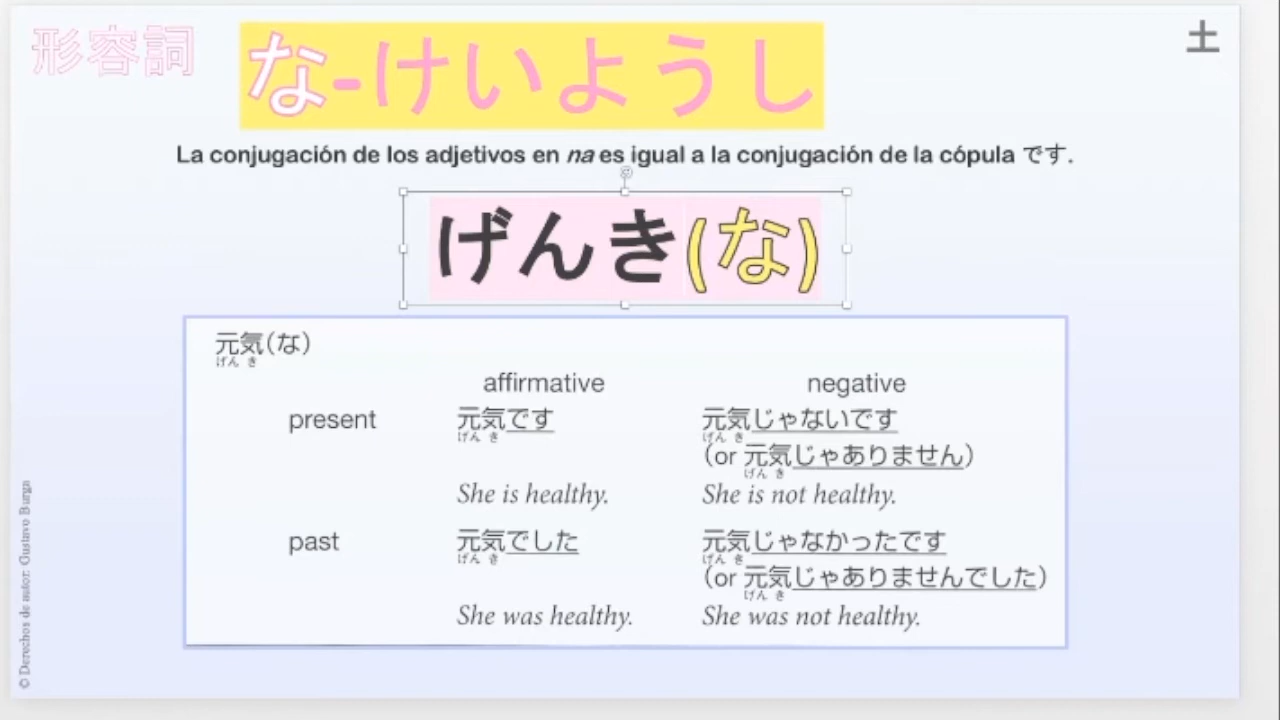 形容詞
な-けいようし
土
La conjugación de los adjetivos en na es igual a la conjugación de la cópula です.
げんき(な)
元気(な)
げん き
affirmative negative
present 元気です 元気じゃないです
げん き げん き
(or 元気じゃありません)
げん き
She is healthy. She is not healthy.
past 元気でした 元気じゃなかったです
げん き げん き
(or 元気じゃありませんでした)
げん き
She was healthy. She was not healthy.
© Derechos de autor: Gustavo Burga